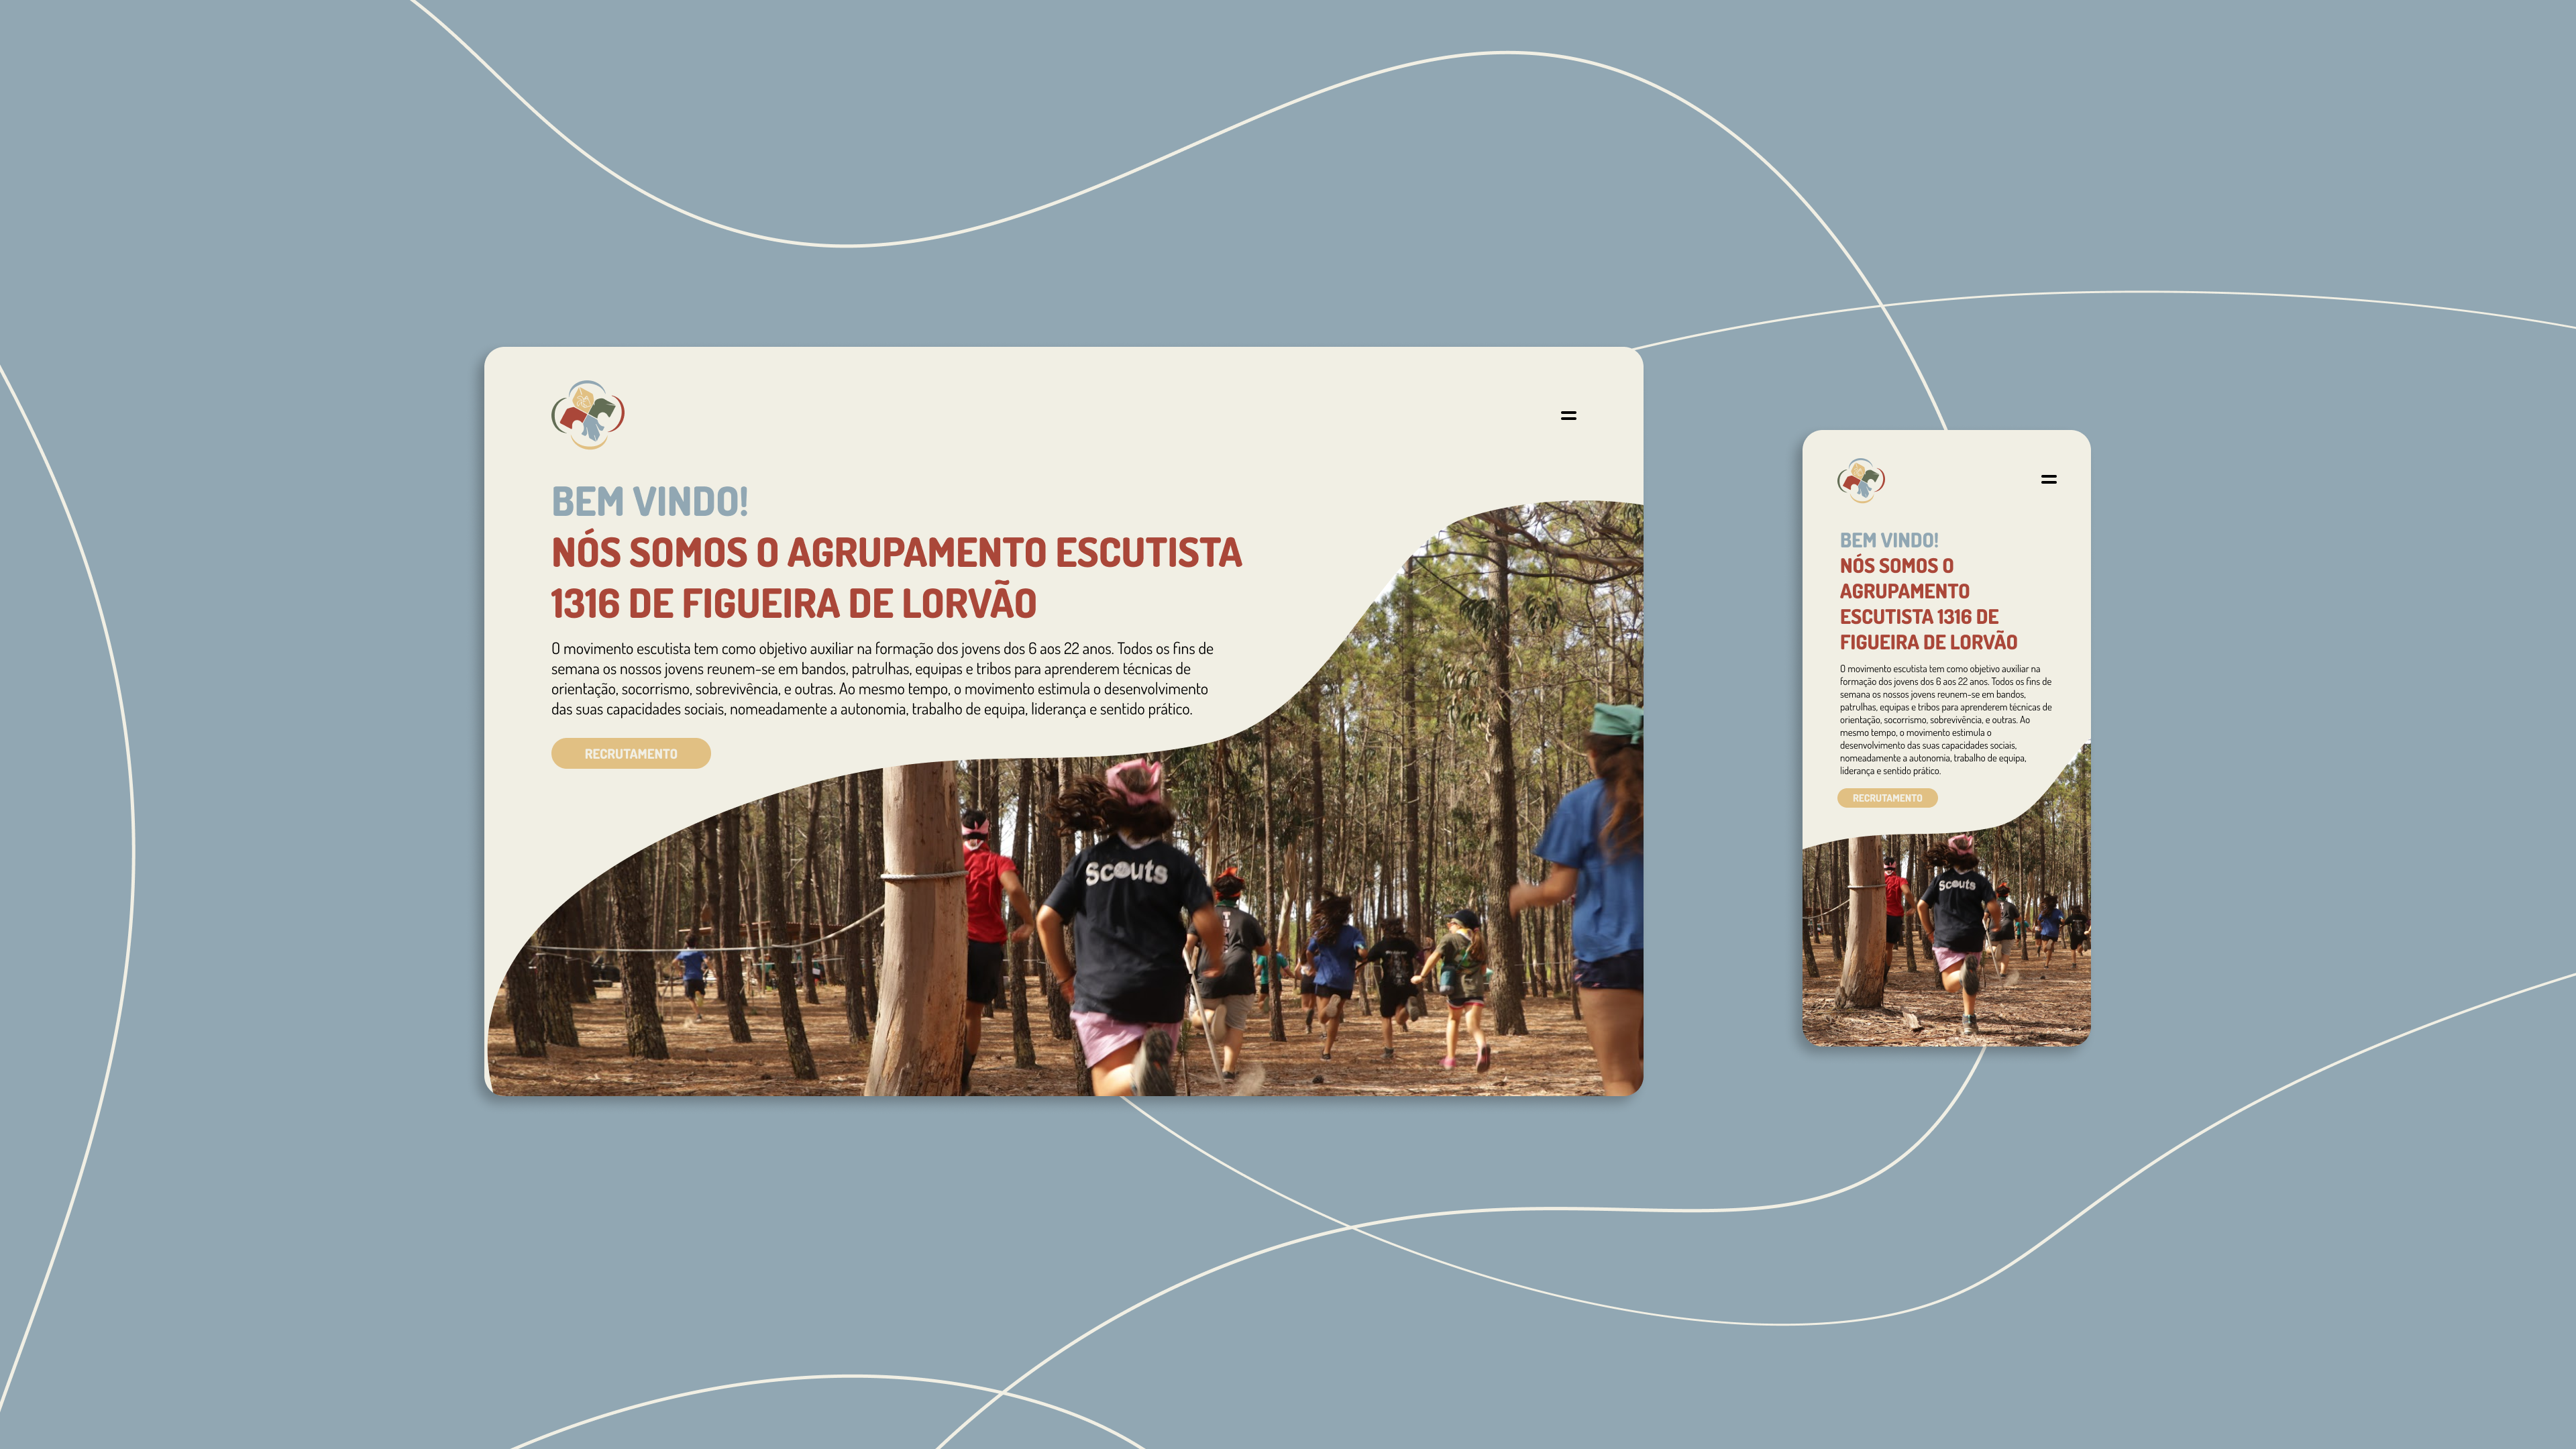 BEM VINDO!
NÓS SOMOS O AGRUPAMENTO ESCUTISTA
1316 DE FIGUEIRA DE LORVÃO
O movimento escutista tem como objetivo auxiliar na formação dos jovens dos 6 aos 22 anos. Todos os fins de
semana os nossos jovens reunem-se em bandos, patrulhas, equipas e tribos para aprenderem técnicas de
orientação, socorrismo, sobrevivência, e outras. Ao mesmo tempo, o movimento estimula o desenvolvimento
das suas capacidades sociais, nomeadamente a autonomia, trabalho de equipa, liderança e sentido prático.
RECRUTAMENTO
Scouts
BEM VINDO!
NÓS SOMOS O
AGRUPAMENTO
ESCUTISTA 1316 DE
FIGUEIRA DE LORVÃO
O movimento escutista tem como objetivo auxiliar na
formação dos jovens dos 6 aos 22 anos. Todos os fins de
semana os nossos jovens reunem-se em bandos,
patrulhas, equipas e tribos para aprenderem técnicas de
orientação, socorrismo, sobrevivência, e outras. Ao
mesmo tempo, o movimento estimula o
desenvolvimento das suas capacidades sociais,
nomeadamente a autonomia, trabalho de equipa,
liderança e sentido prático.
RECRUTAMENTO
Scouts